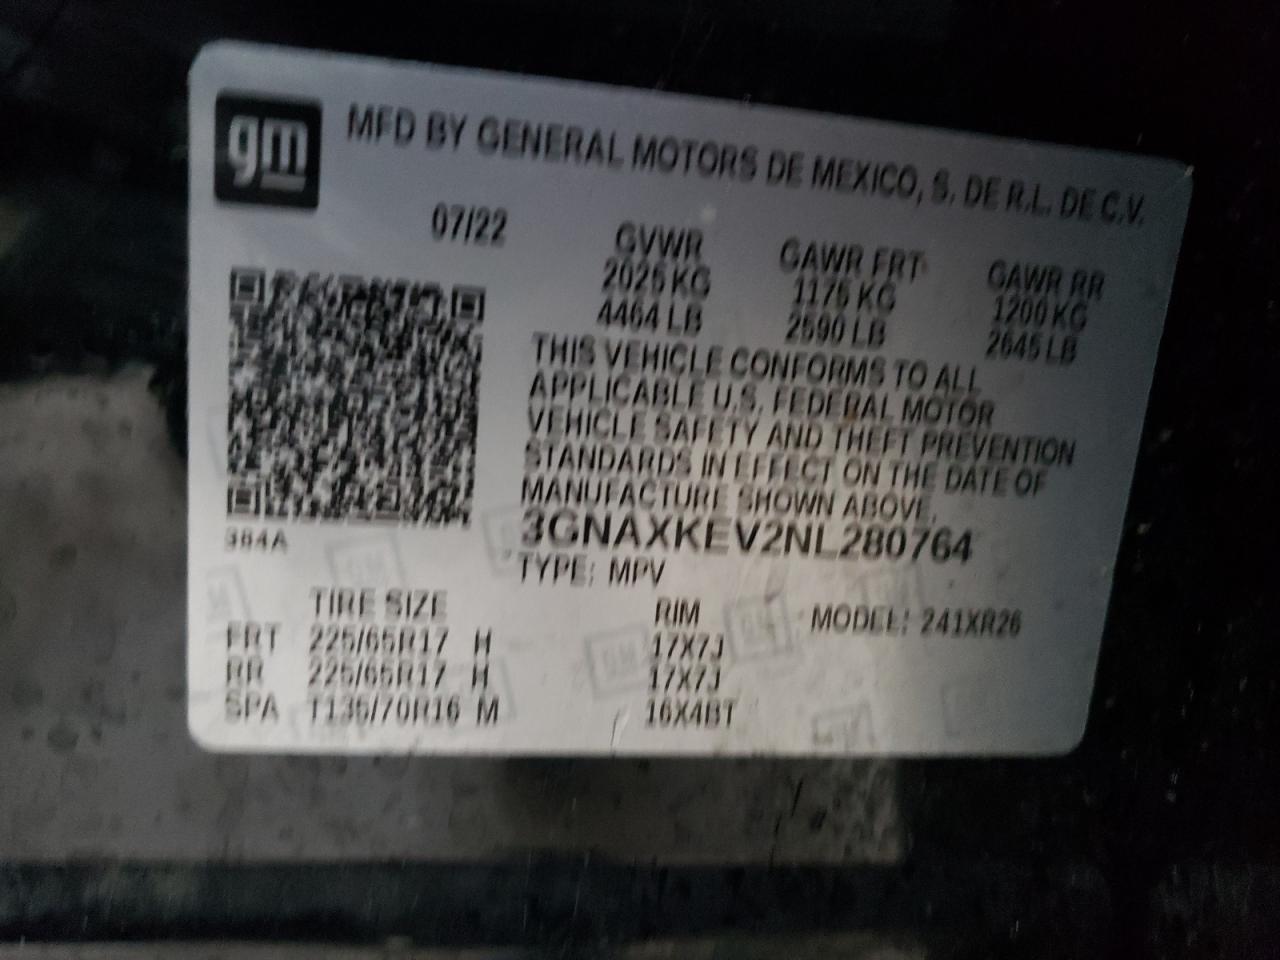 gm MFD BY GENERAL MOTORS DE MEXICO, S. DE R.L. DE C.V.
07/22 GVWR GAWR FRT GAWR RR
2025 KG 1175 KG 1200 KG
4464 LB 2590 LB 2645 LB
THIS VEHICLE CONFORMS TO ALL
APPLICABLE U.S. FEDERAL MOTOR
VEHICLE SAFETY AND THEFT PREVENTION
STANDARDS IN EFFECT ON THE DATE OF
MANUFACTURE SHOWN ABOVE.
3GNAXKEV2NL280764
384A
TYPE: MPV
TIRE SIZE RIM MODEL: 241XR26
FRT 225/65R17 H 17X7J
RR 225/65R17 H 17X7J
SPA T135/70R16 M 16X4BT